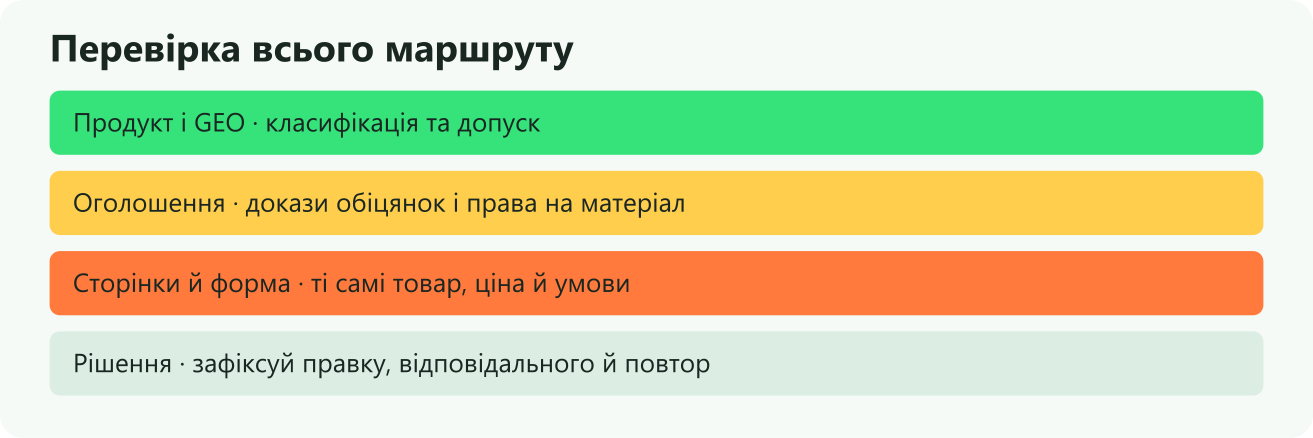 Перевірка всього маршруту
Продукт і GEO · класифікація та допуск
Оголошення · докази обіцянок і права на матеріал
Сторінки й форма · ті самі товар, ціна й умови
Рішення · зафіксуй правку, відповідального й повтор